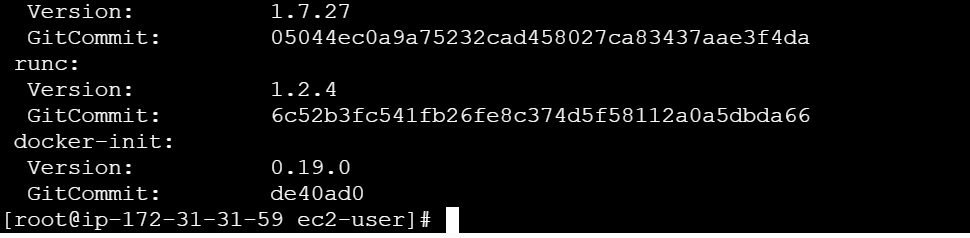 Version: 1.7.27
GitCommit: 05044ec0a9a75232cad458027ca83437aae3f4da
runc:
Version: 1.2.4
GitCommit: 6c52b3fc541fb26fe8c374d5f58112a0a5dbda66
docker-init:
Version: 0.19.0
GitCommit: de40ad0
[root@ip-172-31-31-59 ec2-user]#